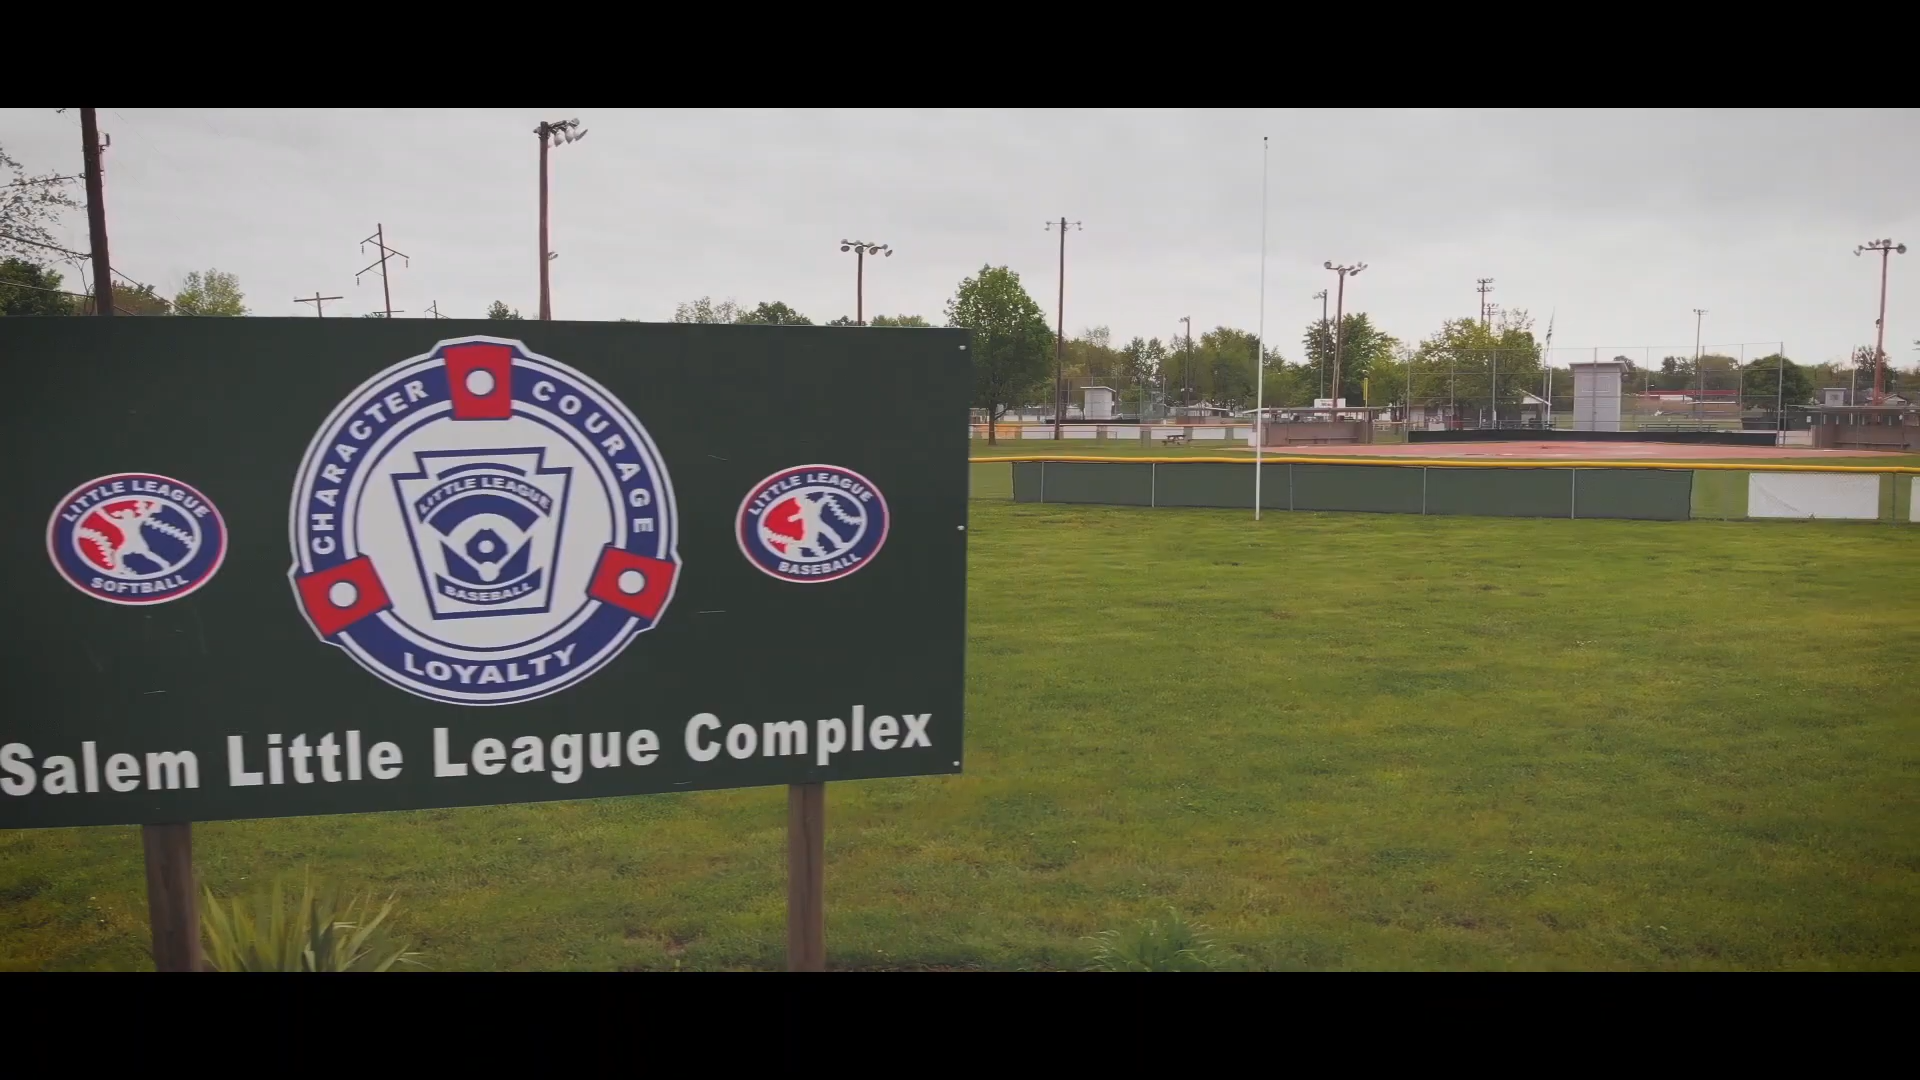 CHARACTER COURAGE
LITTLE LEAGUE
BASEBALL
LOYALTY
LITTLE LEAGUE
SOFTBALL
LITTLE LEAGUE
BASEBALL
Salem Little League Complex